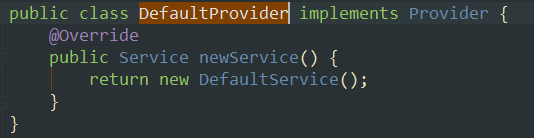 public class DefaultProvider implements Provider {
    @Override
    public Service newService() {
        return new DefaultService();
    }
}